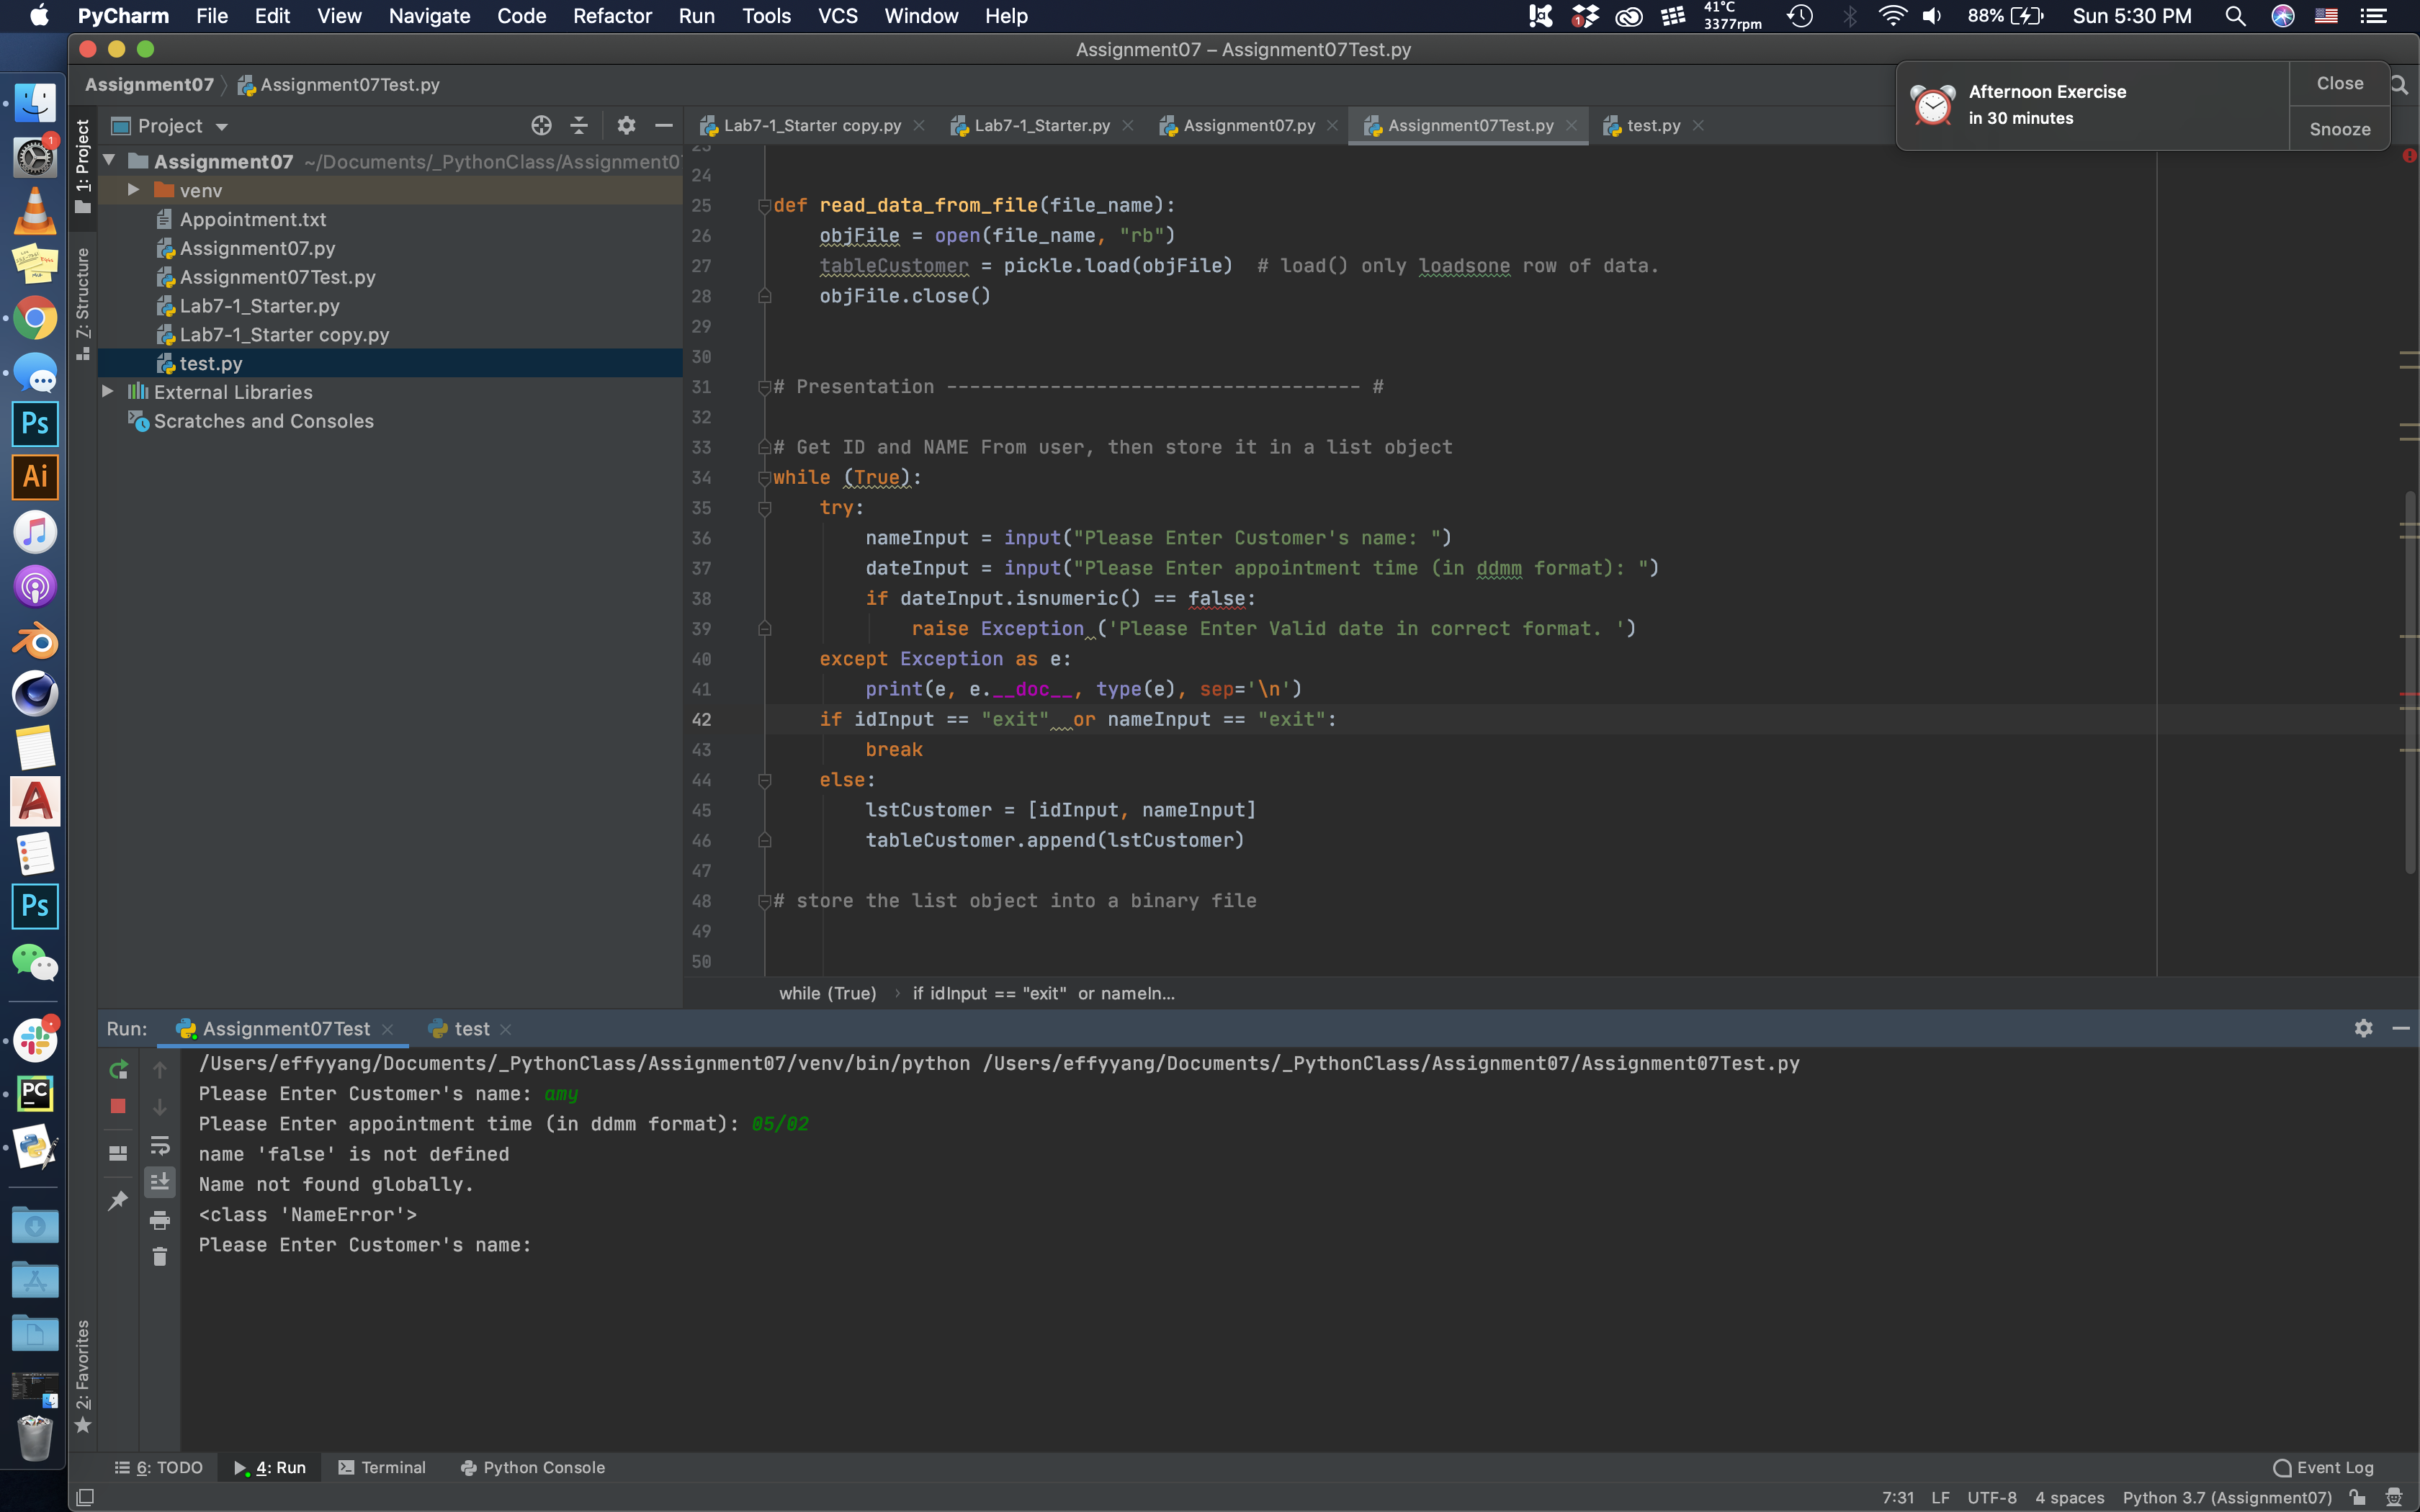 PyCharm File Edit View Navigate Code Refactor Run Tools VCS Window Help
1 41°C 3377rpm 88% Sun 5:30 PM
Assignment07 – Assignment07Test.py
Assignment07 Assignment07Test.py
Afternoon Exercise
in 30 minutes
Close
Snooze
1: Project
Z: Structure
2: Favorites
Project
Assignment07 ~/Documents/_PythonClass/Assignment0
venv
Appointment.txt
Assignment07.py
Assignment07Test.py
Lab7-1_Starter.py
Lab7-1_Starter copy.py
test.py
External Libraries
Scratches and Consoles
Lab7-1_Starter copy.py Lab7-1_Starter.py Assignment07.py Assignment07Test.py test.py
23
24
25 def read_data_from_file(file_name):
26 objFile = open(file_name, "rb")
27 tableCustomer = pickle.load(objFile) # load() only loadsone row of data.
28 objFile.close()
29
30
31 # Presentation ------------------------------------ #
32
33 # Get ID and NAME From user, then store it in a list object
34 while (True):
35 try:
36 nameInput = input("Please Enter Customer's name: ")
37 dateInput = input("Please Enter appointment time (in ddmm format): ")
38 if dateInput.isnumeric() == false:
39 raise Exception ('Please Enter Valid date in correct format. ')
40 except Exception as e:
41 print(e, e.__doc__, type(e), sep='\n')
42 if idInput == "exit"  or nameInput == "exit":
43 break
44 else:
45 lstCustomer = [idInput, nameInput]
46 tableCustomer.append(lstCustomer)
47
48 # store the list object into a binary file
49
50
while (True) › if idInput == "exit"  or nameIn...
Run: Assignment07Test test
/Users/effyyang/Documents/_PythonClass/Assignment07/venv/bin/python /Users/effyyang/Documents/_PythonClass/Assignment07/Assignment07Test.py
Please Enter Customer's name: amy
Please Enter appointment time (in ddmm format): 05/02
name 'false' is not defined
Name not found globally.
<class 'NameError'>
Please Enter Customer's name:
6: TODO 4: Run Terminal Python Console Event Log
7:31 LF UTF-8 4 spaces Python 3.7 (Assignment07)
1
Ps
Ai
Ps
PC